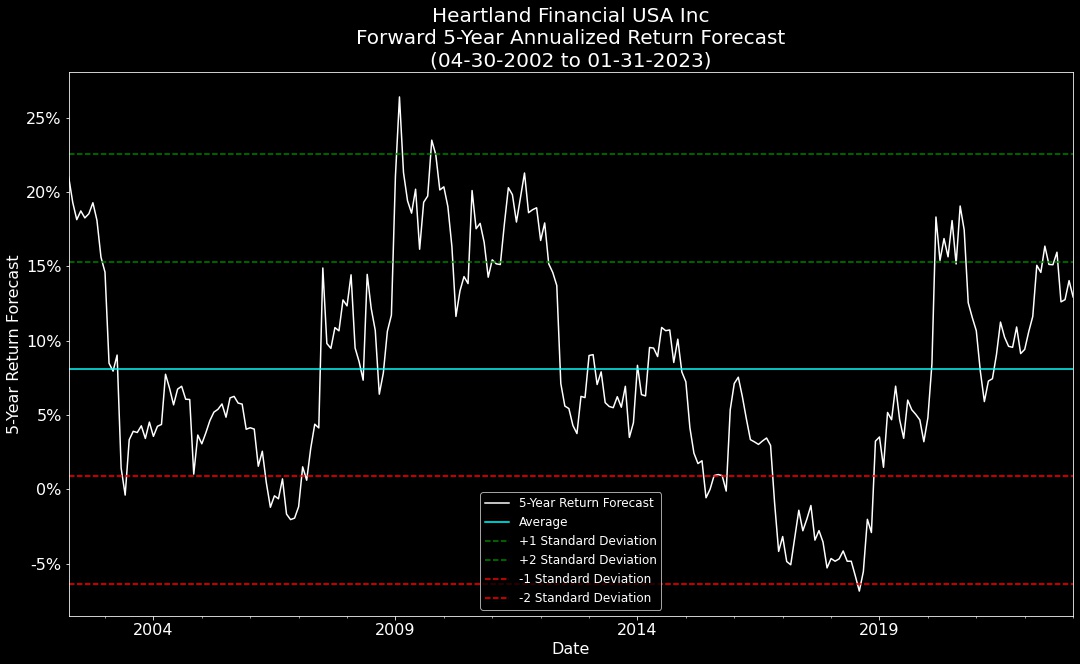 Heartland Financial USA Inc
Forward 5-Year Annualized Return Forecast
(04-30-2002 to 01-31-2023)
5-Year Return Forecast
25%
20%
15%
10%
5%
0%
-5%
5-Year Return Forecast
Average
+1 Standard Deviation
+2 Standard Deviation
-1 Standard Deviation
-2 Standard Deviation
2004
2009
2014
2019
Date